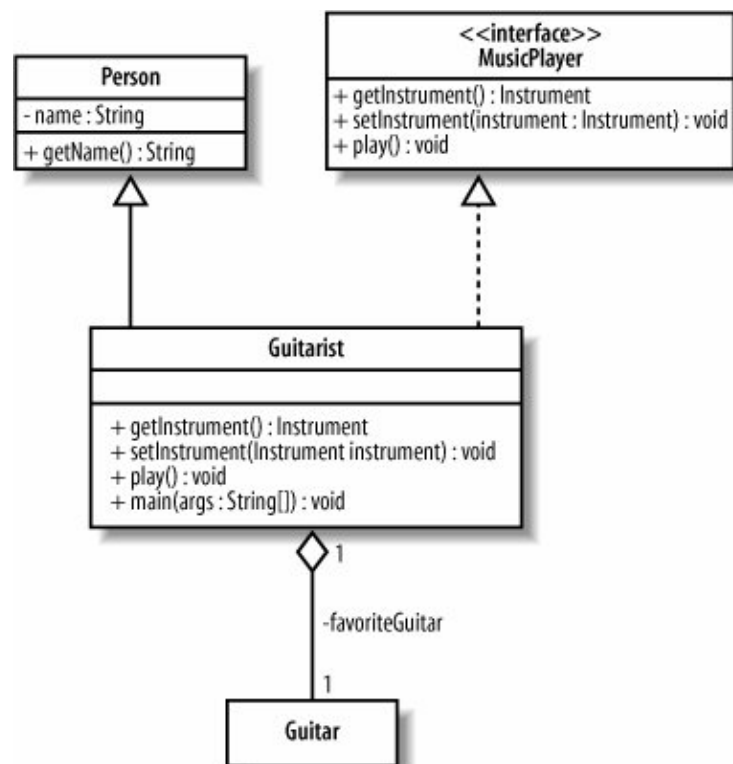 Person
- name : String
+ getName() : String
<<interface>>
MusicPlayer
+ getInstrument() : Instrument
+ setInstrument(instrument : Instrument) : void
+ play() : void
Guitarist
+ getInstrument() : Instrument
+ setInstrument(Instrument instrument) : void
+ play() : void
+ main(args : String[]) : void
1
-favoriteGuitar
1
Guitar